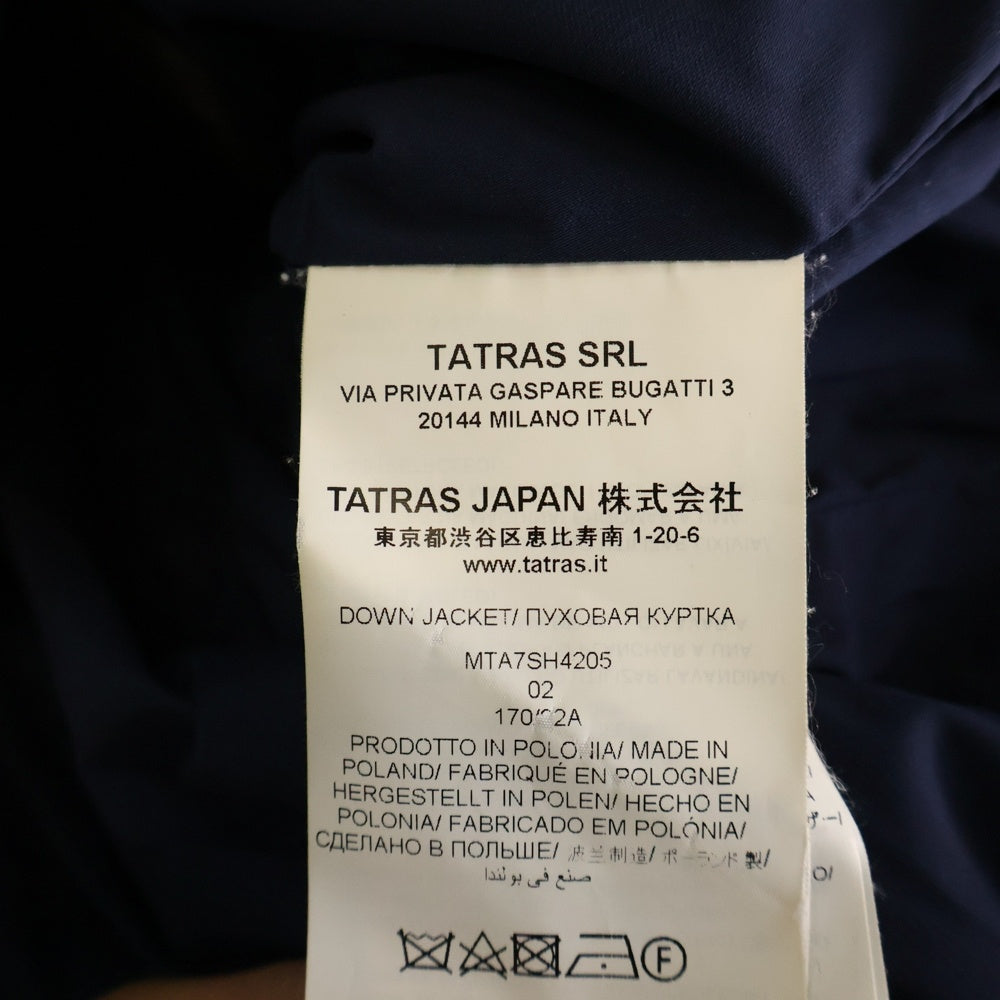 TATRAS SRL
VIA PRIVATA GASPARE BUGATTI 3
20144 MILANO ITALY
TATRAS JAPAN 株式会社
東京都渋谷区恵比寿南 1-20-6
www.tatras.it
DOWN JACKET/ ПУХОВАЯ КУРТКА
MTA7SH4205
02
PRODOTTO IN POLONIA/ MADE IN
POLAND/ FABRIQUÉ EN POLOGNE/
HERGESTELLT IN POLEN/ HECHO EN
POLONIA/ FABRICADO EM POLÓNIA/
СДЕЛАНО В ПОЛЬШЕ/ 波兰制造/ ポーランド製/
صنع في بولندا
F